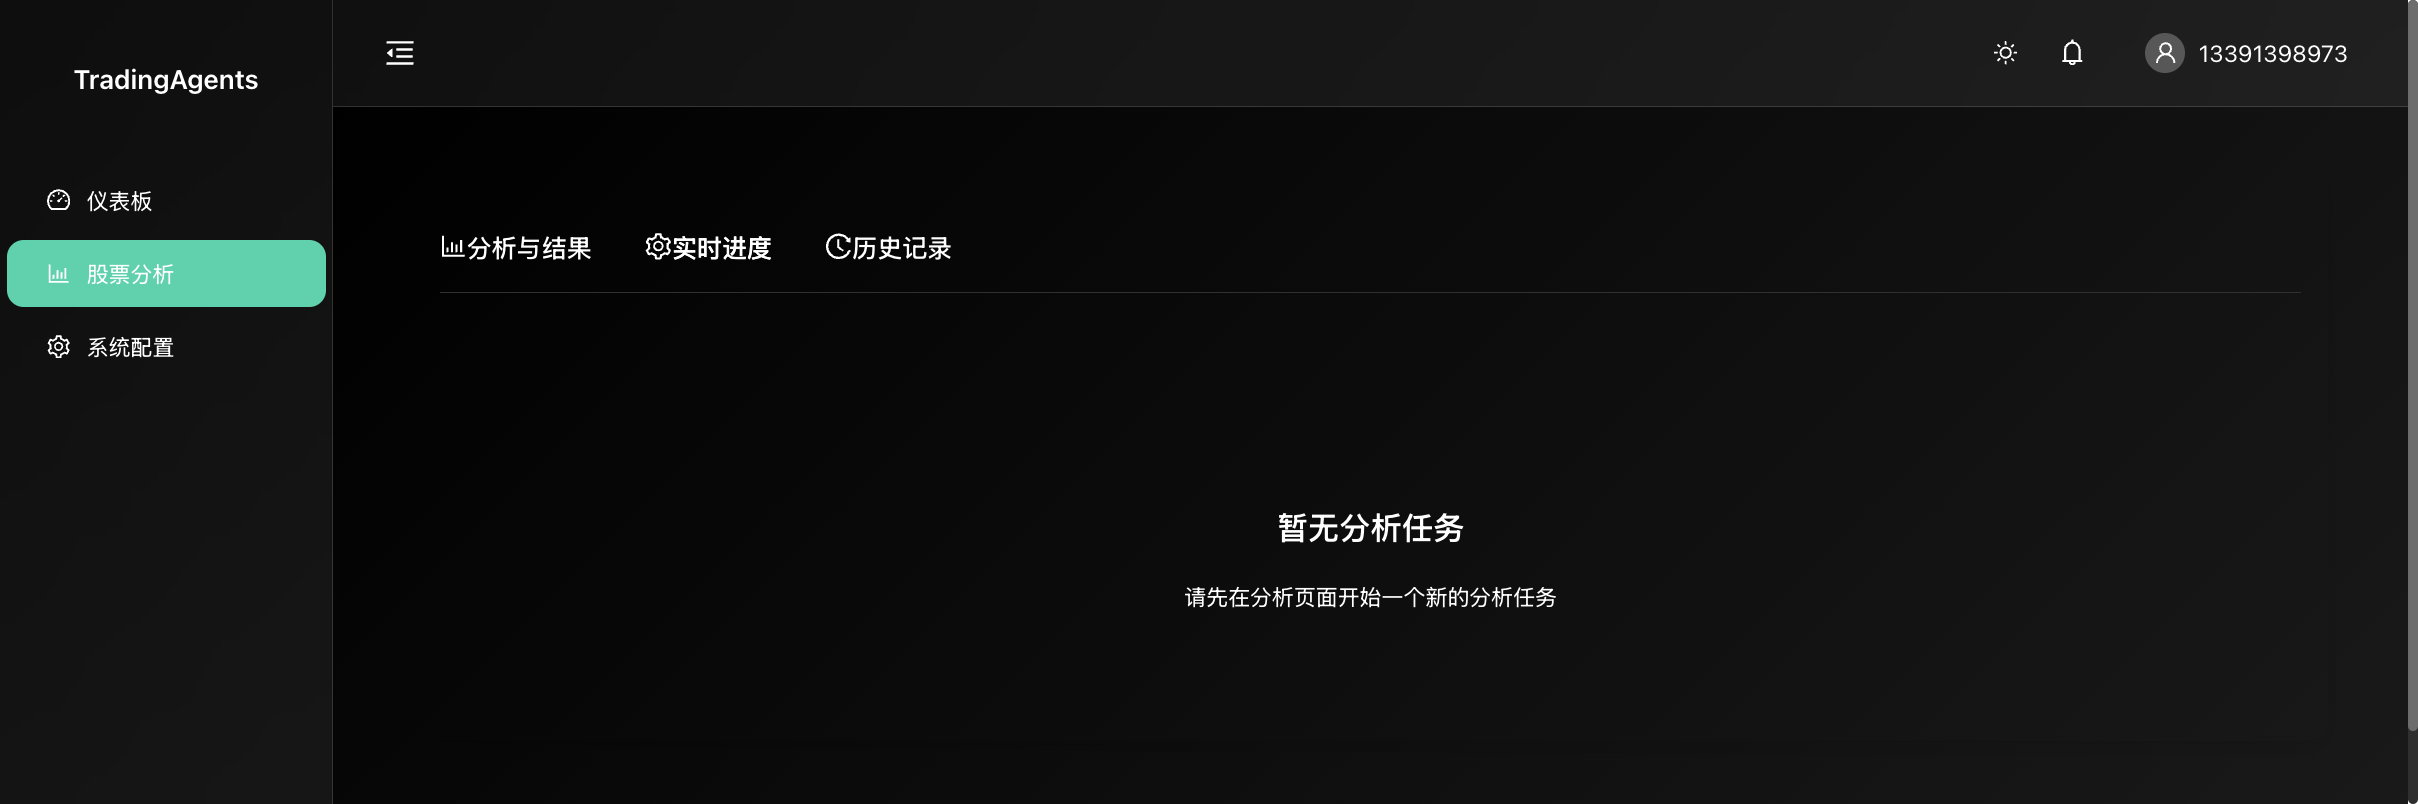 TradingAgents
13391398973
仪表板
股票分析
系统配置
分析与结果
实时进度
历史记录
暂无分析任务
请先在分析页面开始一个新的分析任务